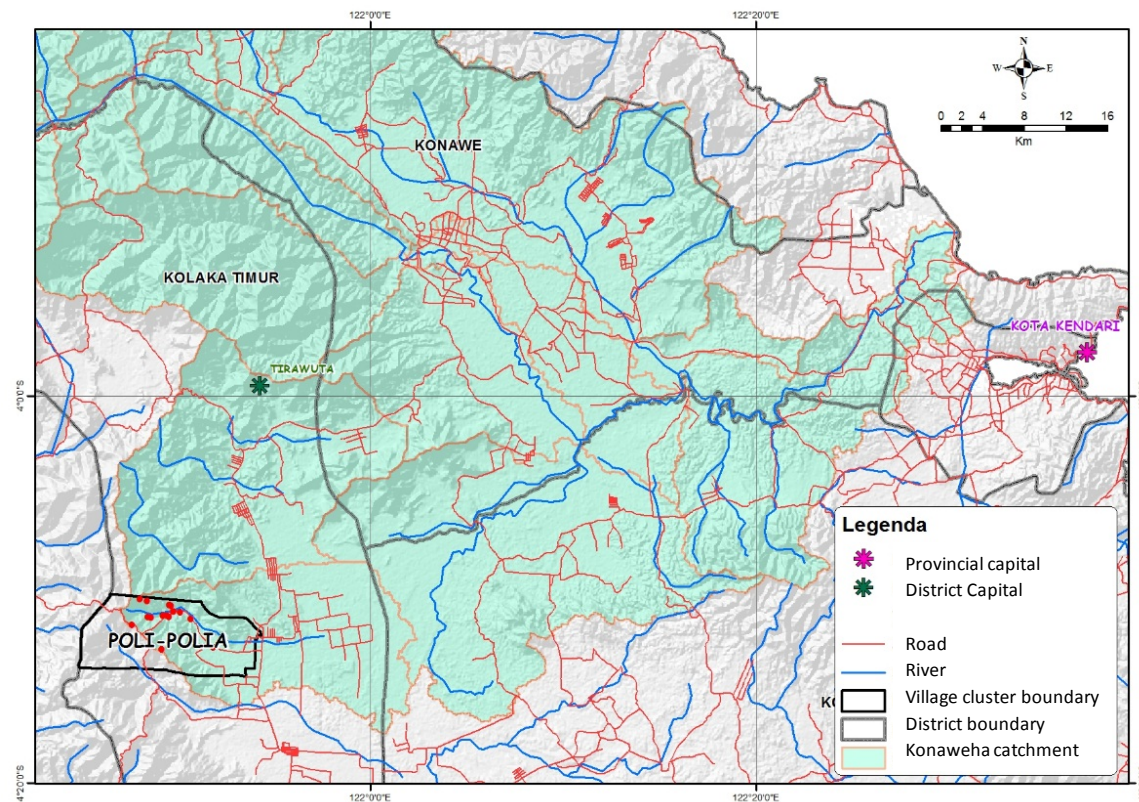 122°0'0"E
122°20'0"E
N
W
E
S
0 2 4 8 12 16
Km
KONAWE
KOLAKA TIMUR
KOTA KENDARI
TIRAWUTA
4°0'0"S
POLI-POLIA
Legenda
Provincial capital
District Capital
Road
River
Village cluster boundary
District boundary
Konaweha catchment
4°20'0"S
122°0'0"E
122°20'0"E